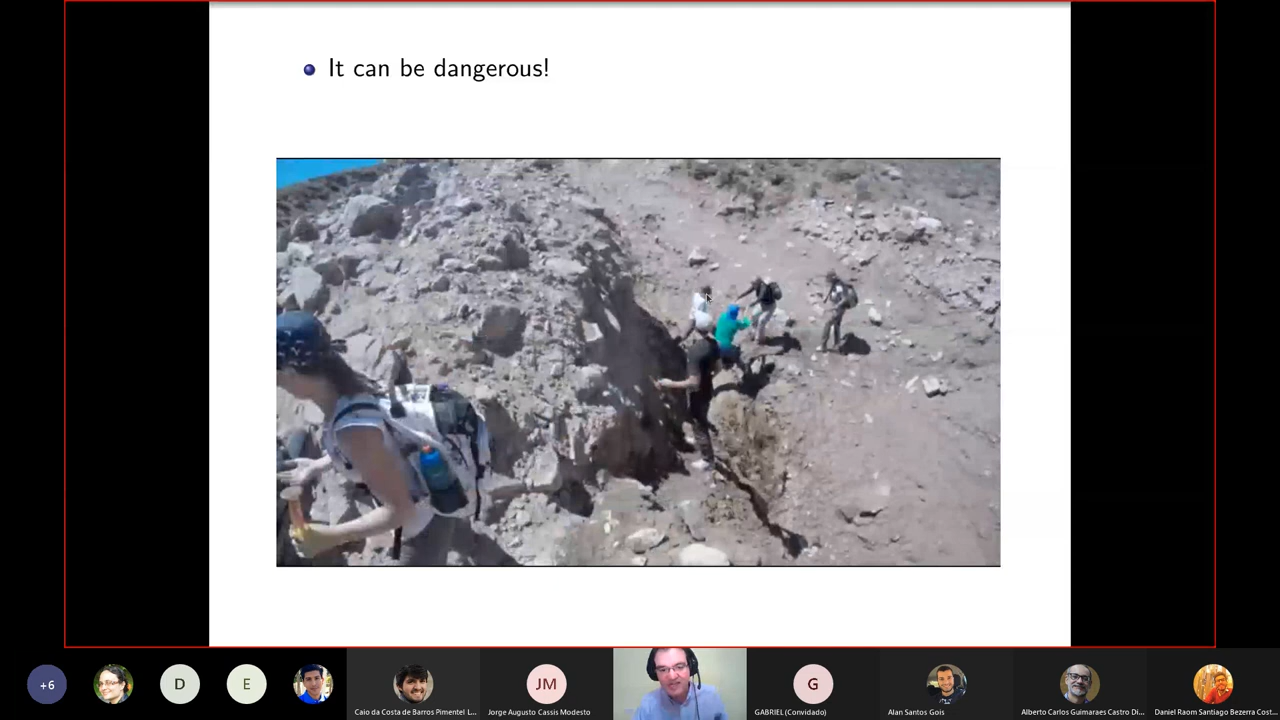 It can be dangerous!
+6
D
E
Caio da Costa de Barros Pimentel L...
JM
Jorge Augusto Cassis Modesto
G
GABRIEL (Convidado)
Alan Santos Gois
Alberto Carlos Guimaraes Castro Di...
Daniel Raom Santiago Bezerra Cost...